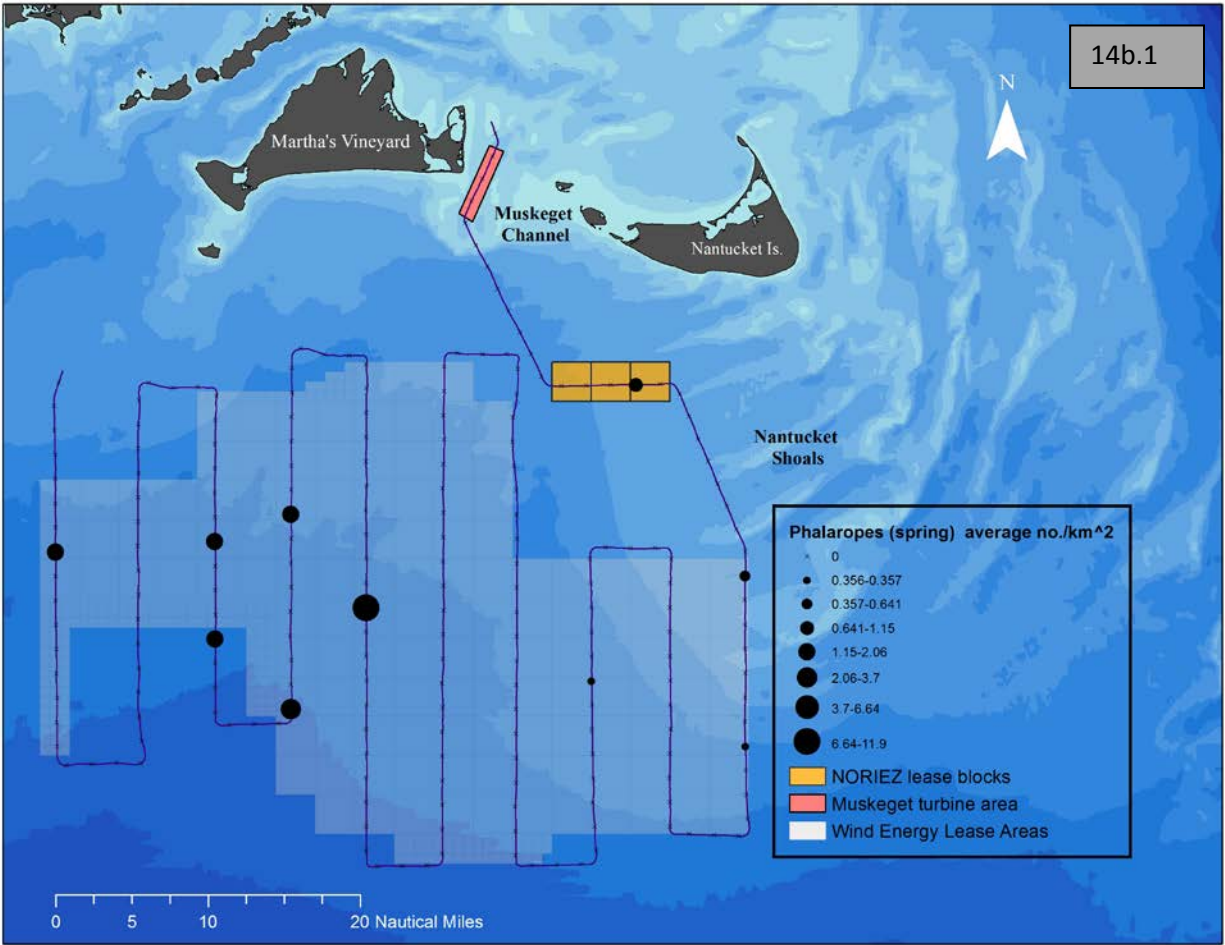 14b.1
N
Martha's Vineyard
Muskeget
Channel
Nantucket Is.
Nantucket
Shoals
Phalaropes (spring) average no./km^2
0
0.356-0.357
0.357-0.641
0.641-1.15
1.15-2.06
2.06-3.7
3.7-6.64
6.64-11.9
NORIEZ lease blocks
Muskeget turbine area
Wind Energy Lease Areas
0 5 10 20 Nautical Miles